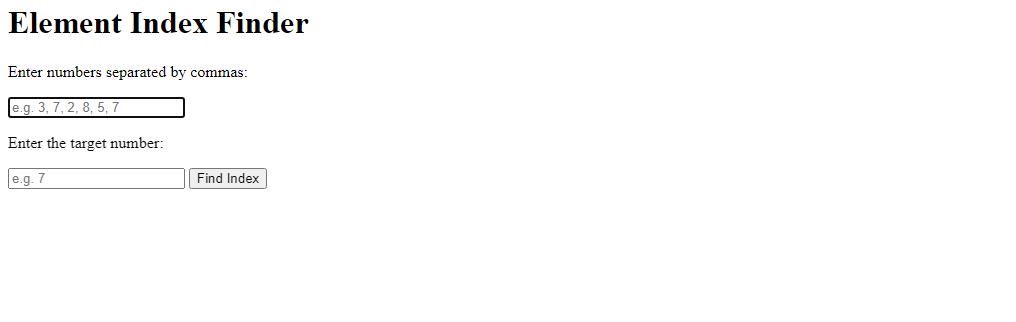 Element Index Finder
Enter numbers separated by commas:
e.g. 3, 7, 2, 8, 5, 7
Enter the target number:
e.g. 7 Find Index